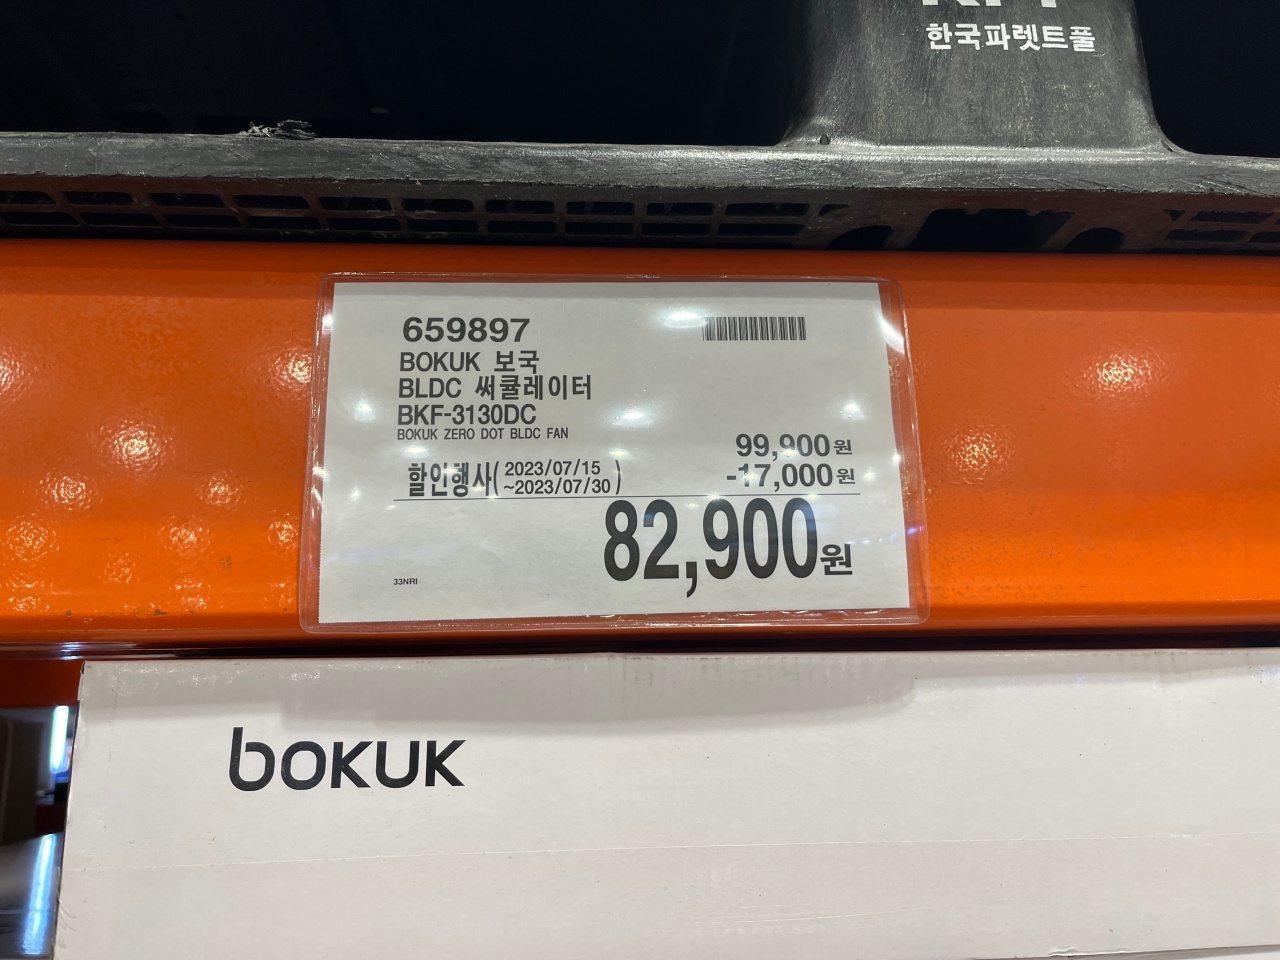 한국파렛트풀
659897
BOKUK 보국
BLDC 써큘레이터
BKF-3130DC
BOKUK ZERO DOT BLDC FAN
99,900원
할인행사( 2023/07/15 ~2023/07/30 ) -17,000원
82,900원
33NRI
bOKUK